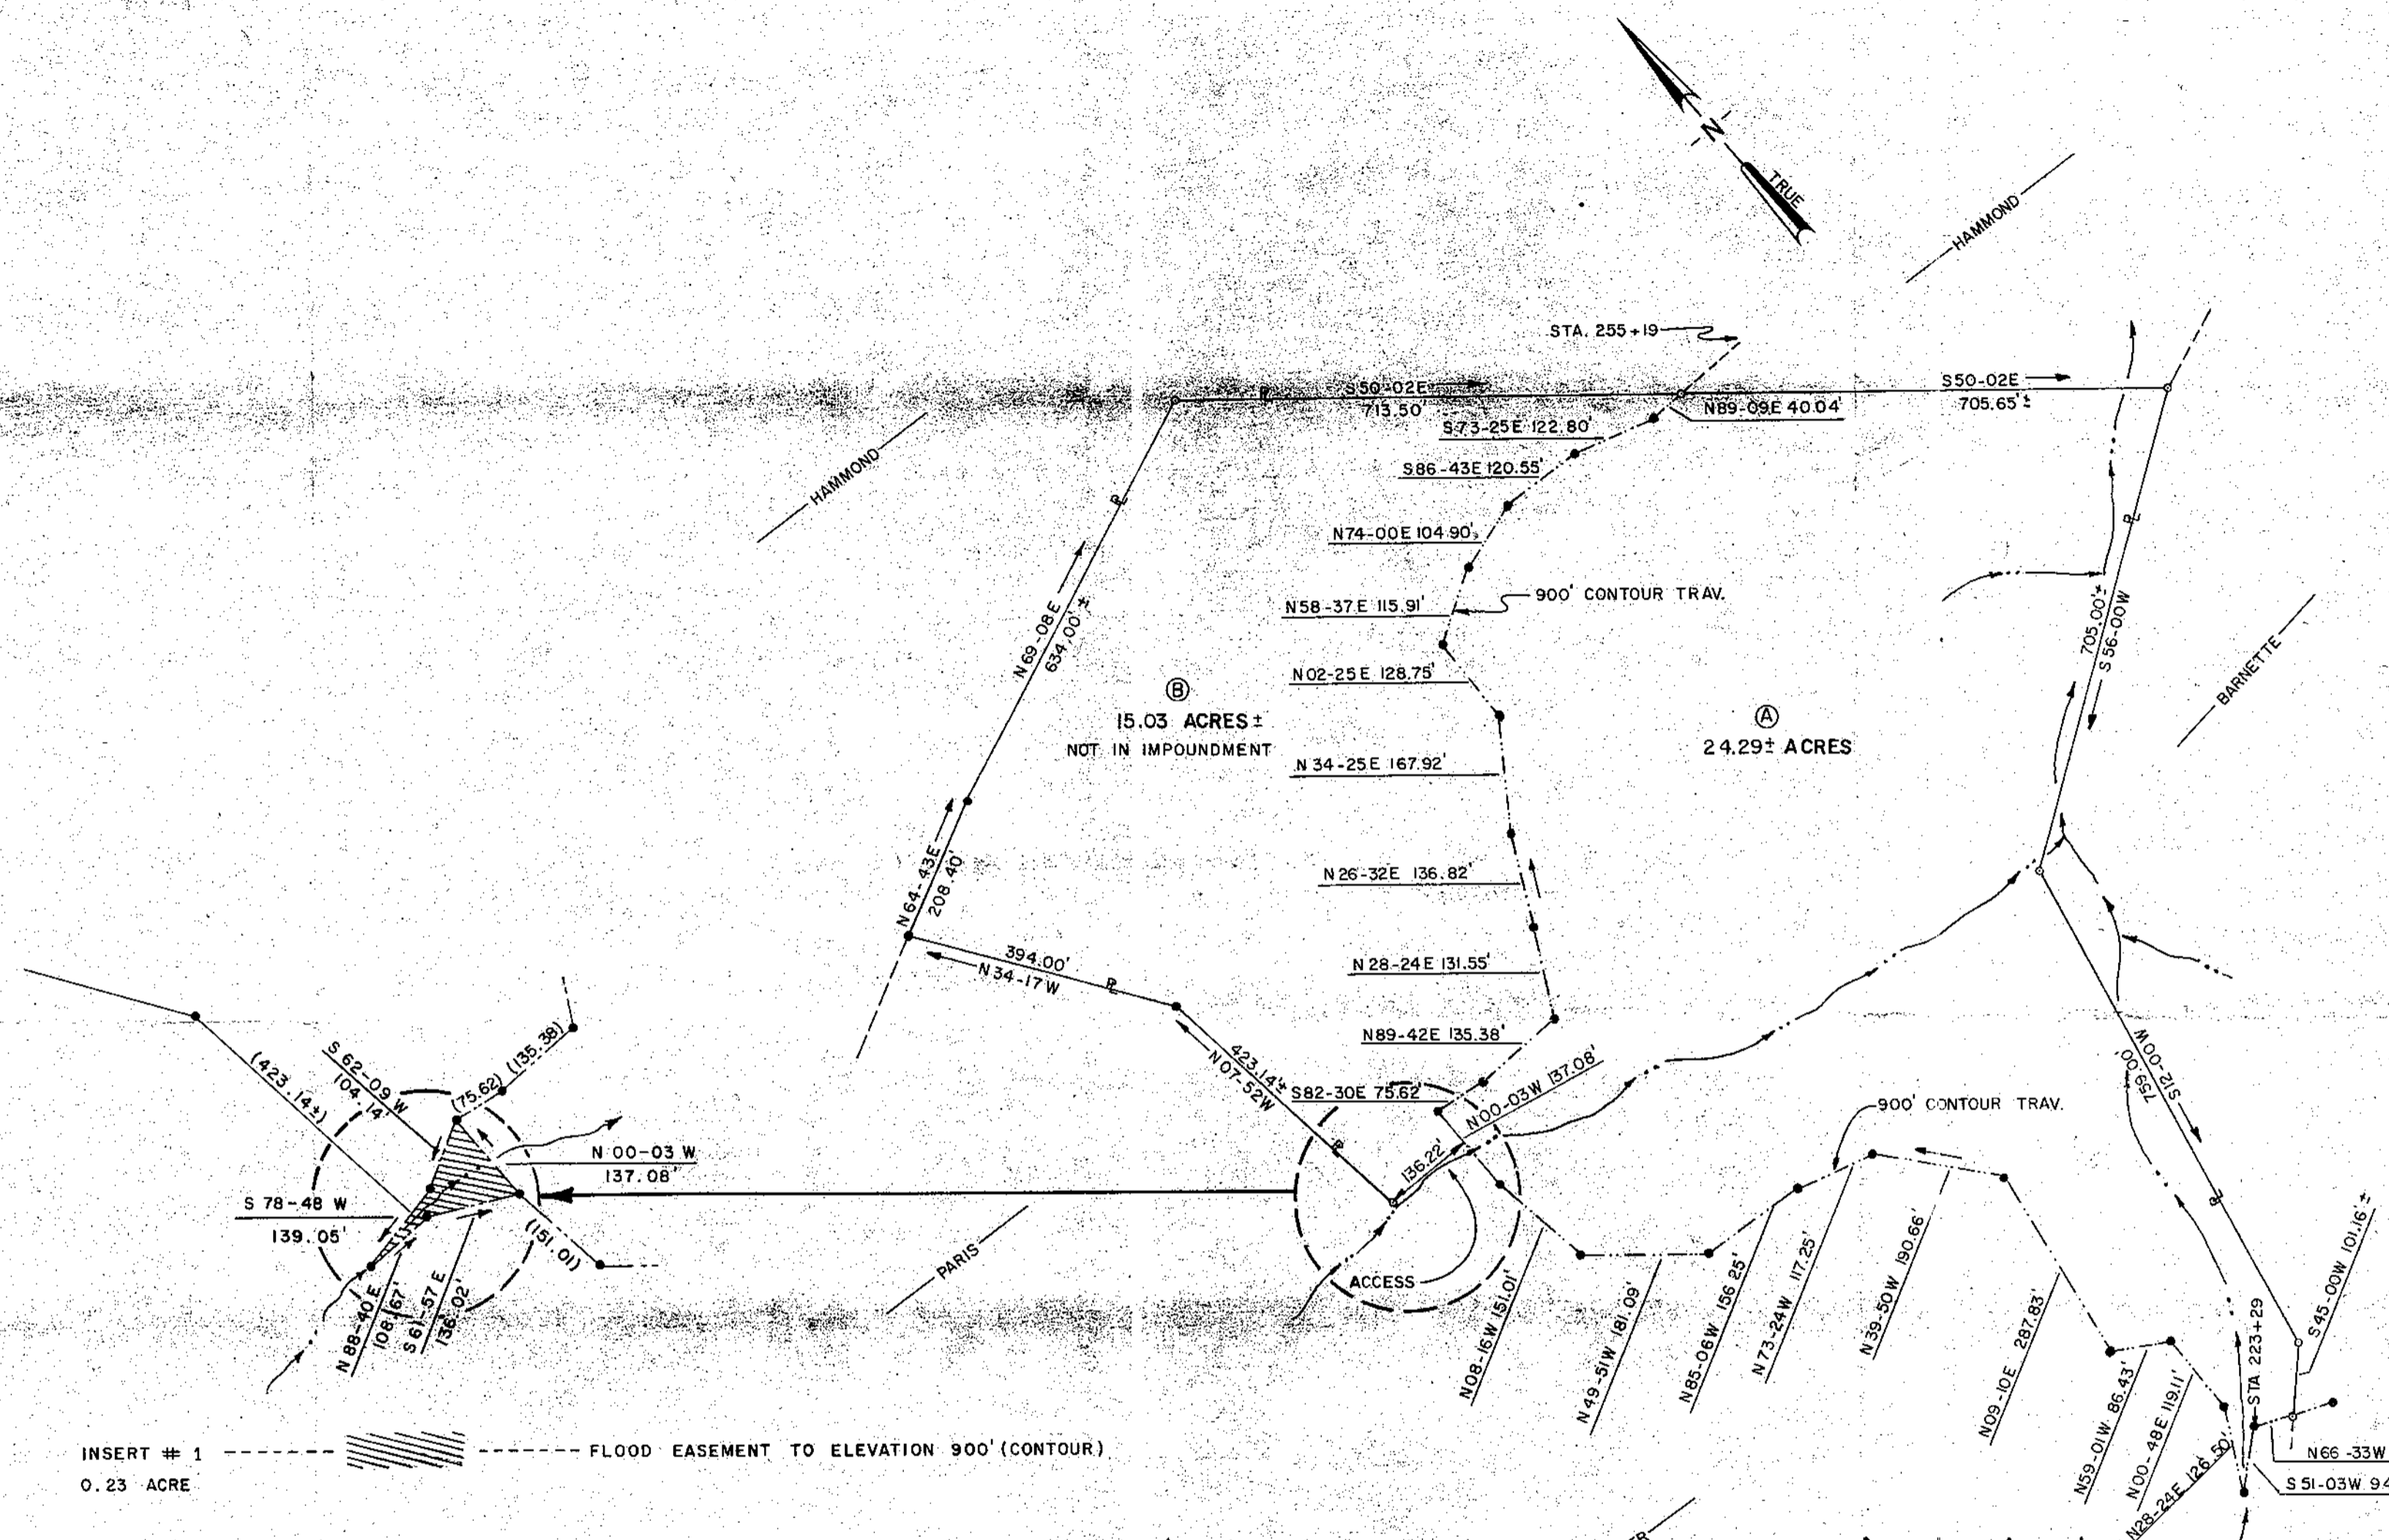 N
TRUE
HAMMOND
STA. 255+19
S 50-02E
713.50'
S50-02E
705.65'±
N89-09E 40.04'
S 73-25E 122.80'
HAMMOND
S86-43E 120.55'
N74-00E 104.90'
900' CONTOUR TRAV.
N58-37E 115.91'
N69-08E
634.00'±
705.00'±
S 56-00W
BARNETTE
N02-25E 128.75'
B
15.03 ACRES ±
NOT IN IMPOUNDMENT
A
24.29± ACRES
N 34-25E 167.92'
N64-43E
208.40'
N26-32E 136.82'
394.00'
N34-17W
N 28-24E 131.55'
N89-42E 135.38'
423.14'±
N07-52W
S82-30E 75.62'
N00-03W 137.08'
136.22'
ACCESS
900' CONTOUR TRAV.
S12-00W
759.00'
S 62-09 W
104.14'
(423.14±)
(75.62) (135.38)
N 00-03 W
137.08'
S 78-48 W
139.05'
(151.01)
N 88-40 E
108.67'
S 61-57 E
136.02'
PARIS
N08-16W 151.01'
N49-51W 181.09'
N85-06W 156.25'
N73-24W 117.25'
N39-50W 190.66'
N09-10E 287.83'
N59-01W 86.43'
N00-48E 119.11'
N28-24E 126.50'
STA 223+29
S45-00W 101.16'±
N66-33W
S 51-03W 94
INSERT # 1
FLOOD EASEMENT TO ELEVATION 900' (CONTOUR)
0.23 ACRE